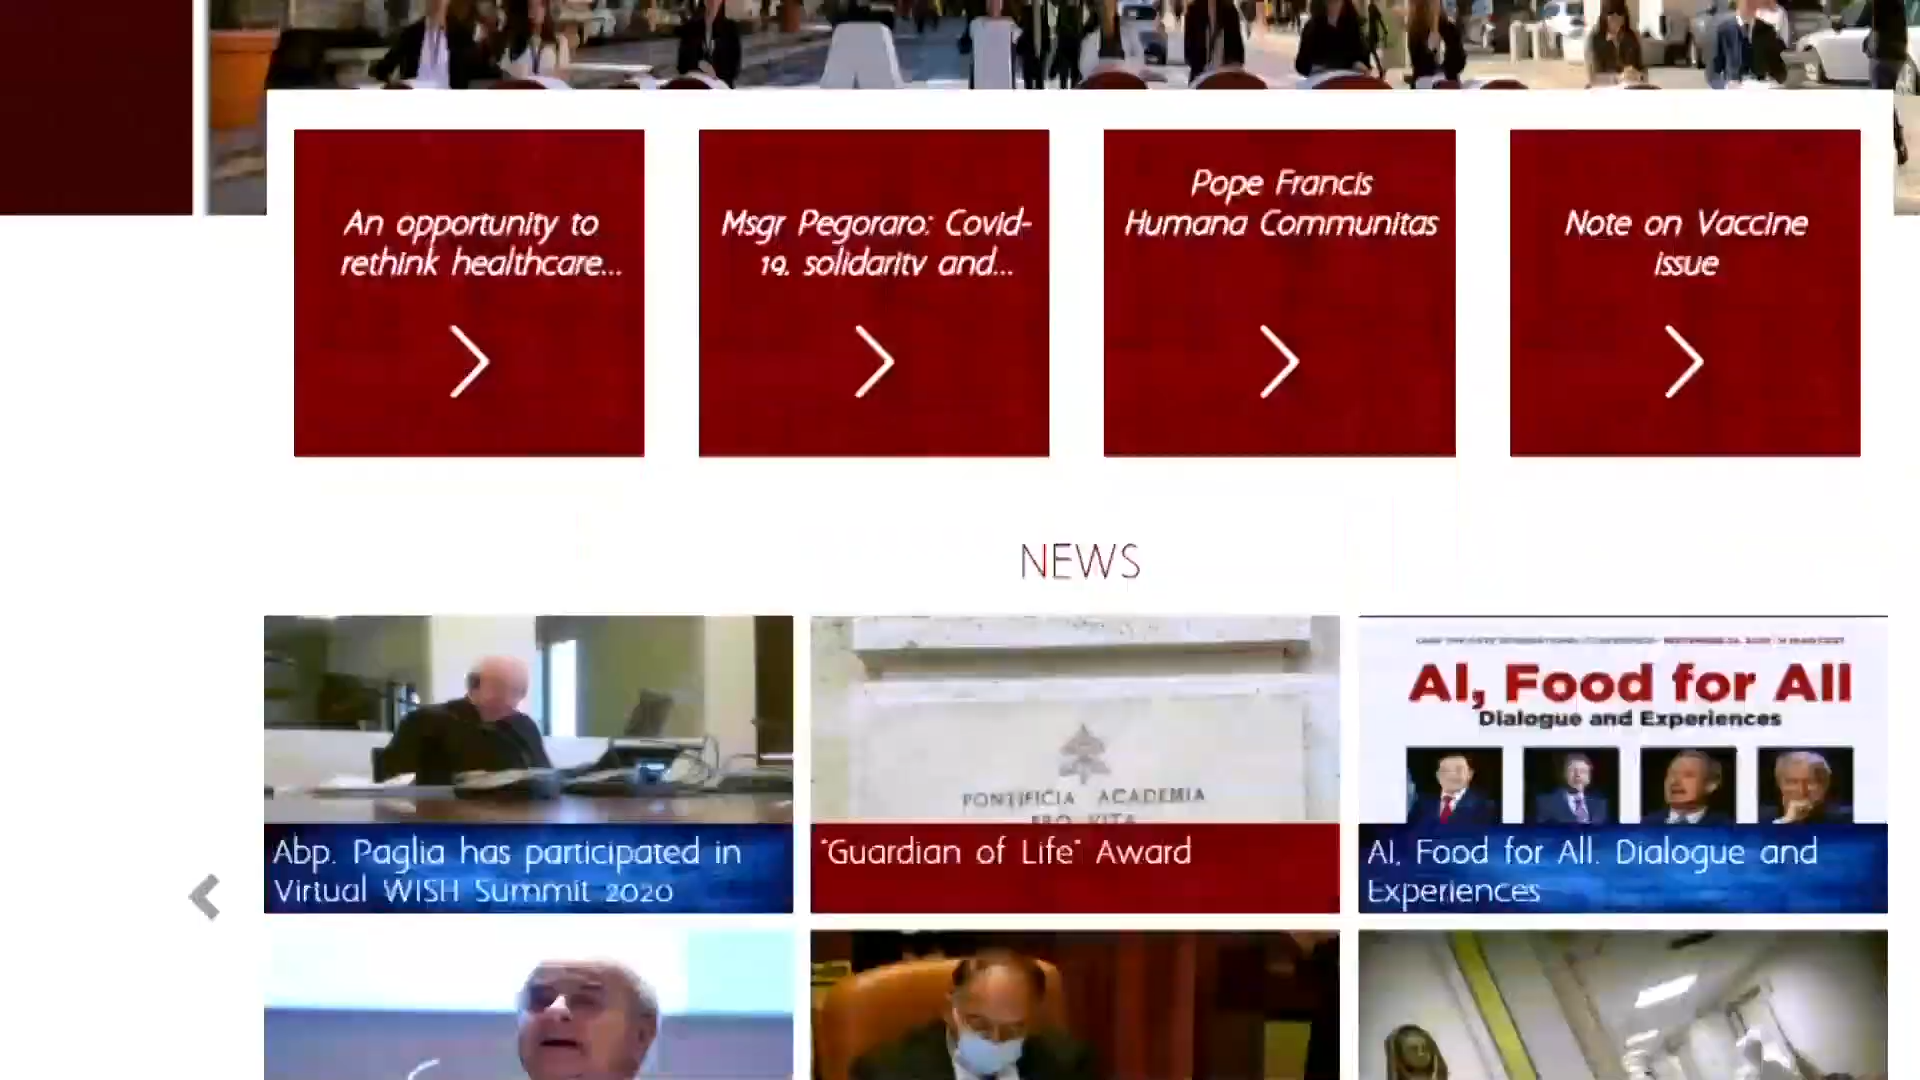 An opportunity to
rethink healthcare...
Msgr Pegoraro: Covid-
19, solidarity and...
Pope Francis
Humana Communitas
Note on Vaccine
issue
NEWS
PONTIFICIA ACADEMIA
PRO VITA
AI, Food for All
Dialogue and Experiences
Abp. Paglia has participated in
Virtual WISH Summit 2020
"Guardian of Life" Award
AI, Food for All. Dialogue and
Experiences